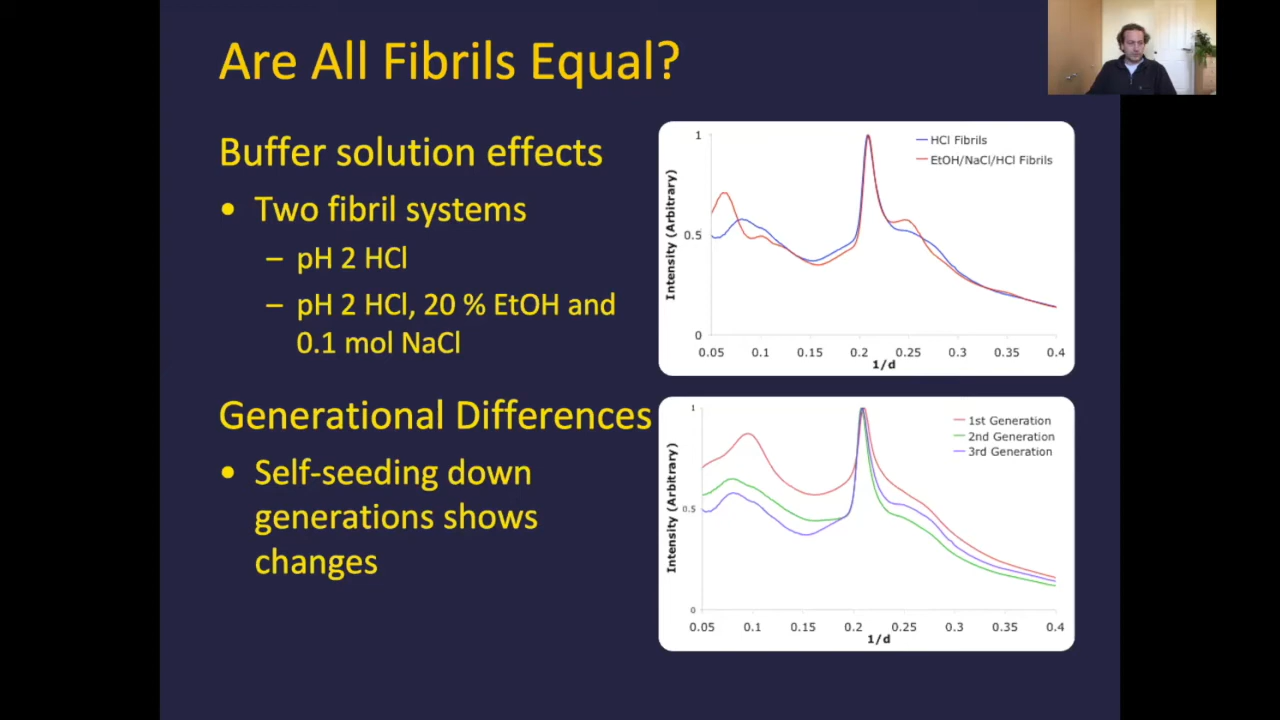 Are All Fibrils Equal?
Buffer solution effects
• Two fibril systems
– pH 2 HCl
– pH 2 HCl, 20 % EtOH and
0.1 mol NaCl
Generational Differences
• Self-seeding down
generations shows
changes
HCl Fibrils
EtOH/NaCl/HCl Fibrils
Intensity (Arbitrary)
1
0.5
0
0.05 0.1 0.15 0.2 0.25 0.3 0.35 0.4
1/d
1st Generation
2nd Generation
3rd Generation
Intensity (Arbitrary)
1
0.5
0
0.05 0.1 0.15 0.2 0.25 0.3 0.35 0.4
1/d